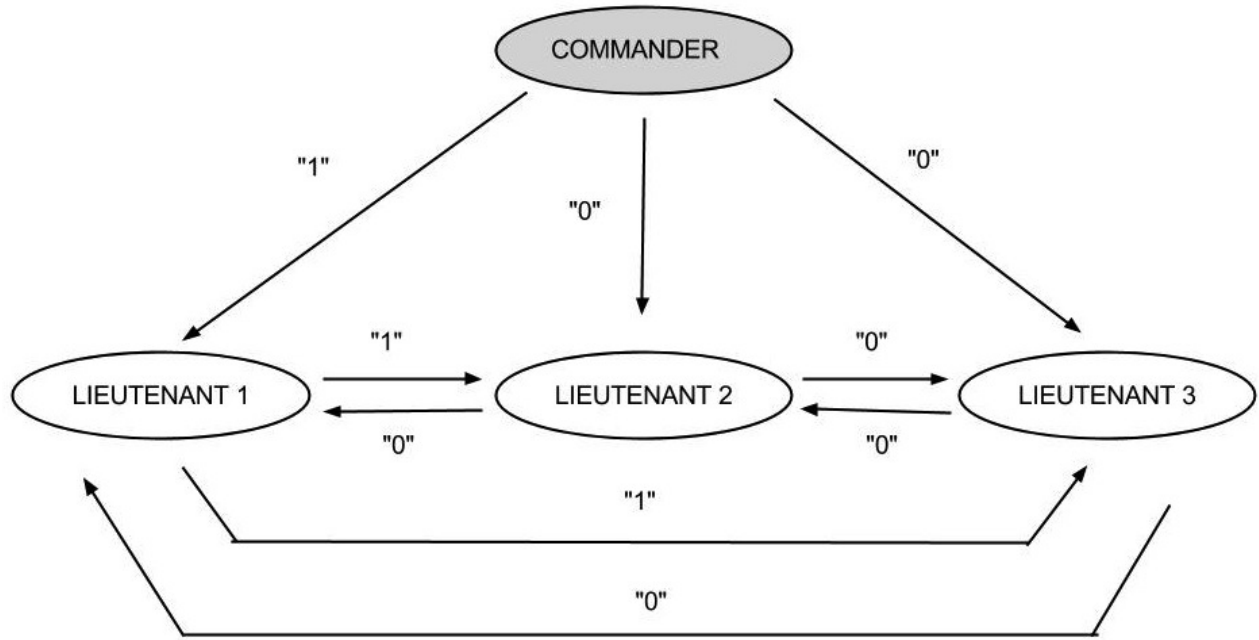 COMMANDER
"1"
"0"
"0"
"1"
"0"
LIEUTENANT 1
LIEUTENANT 2
LIEUTENANT 3
"0"
"0"
"1"
"0"